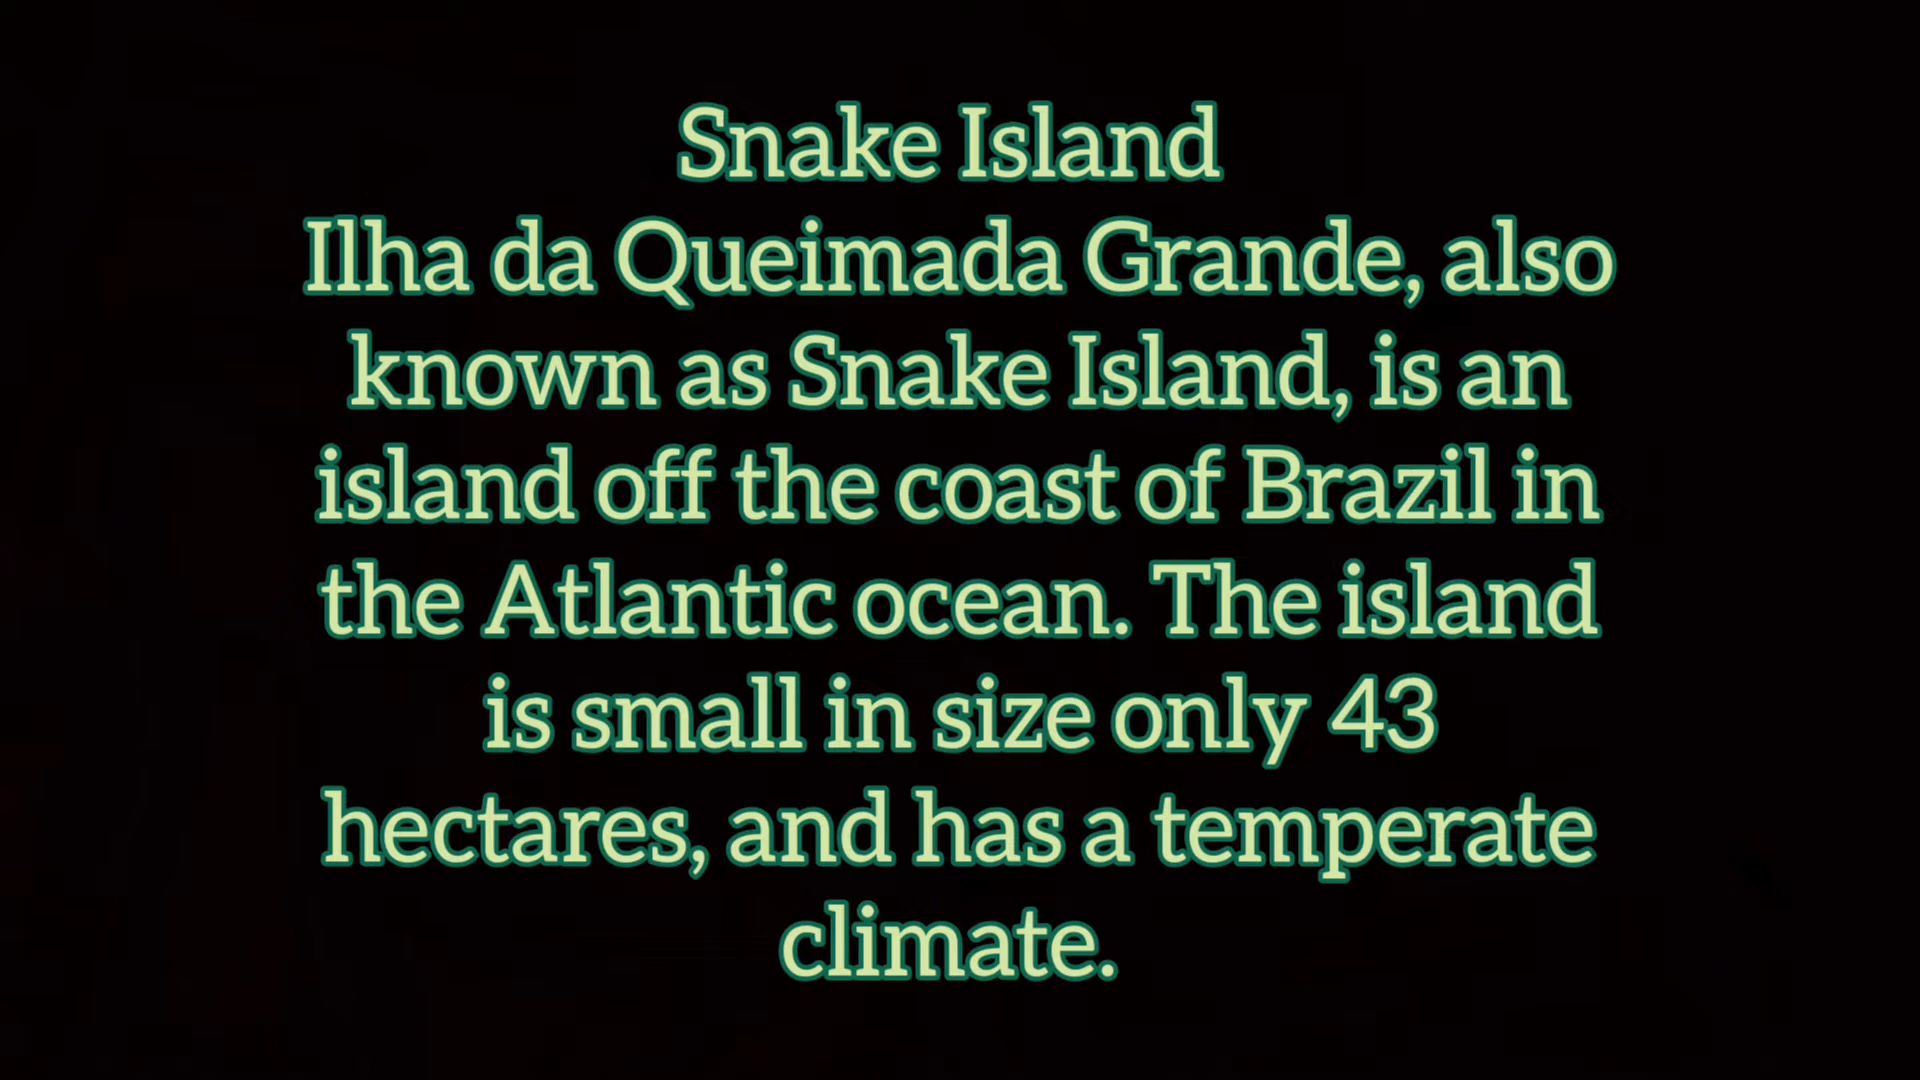 Snake Island
Ilha da Queimada Grande, also
known as Snake Island, is an
island off the coast of Brazil in
the Atlantic ocean. The island
is small in size only 43
hectares, and has a temperate
climate.